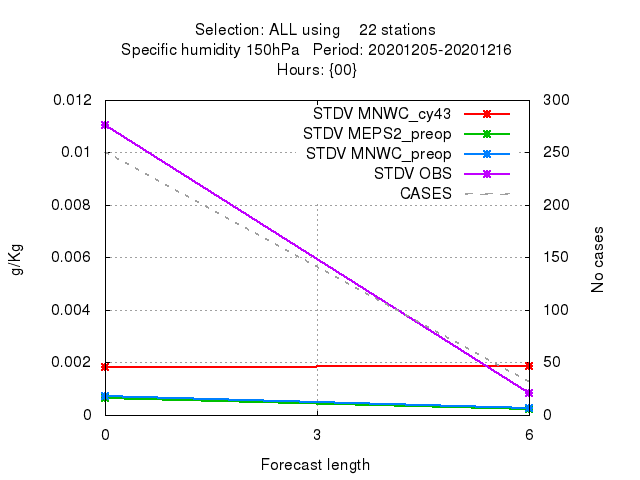 Selection: ALL using    22 stations
Specific humidity 150hPa   Period: 20201205-20201216
Hours: {00}
0.012
0.01
0.008
0.006
0.004
0.002
0
g/Kg
STDV MNWC_cy43
STDV MEPS2_preop
STDV MNWC_preop
STDV OBS
CASES
300
250
200
150
100
50
0
No cases
0
3
6
Forecast length